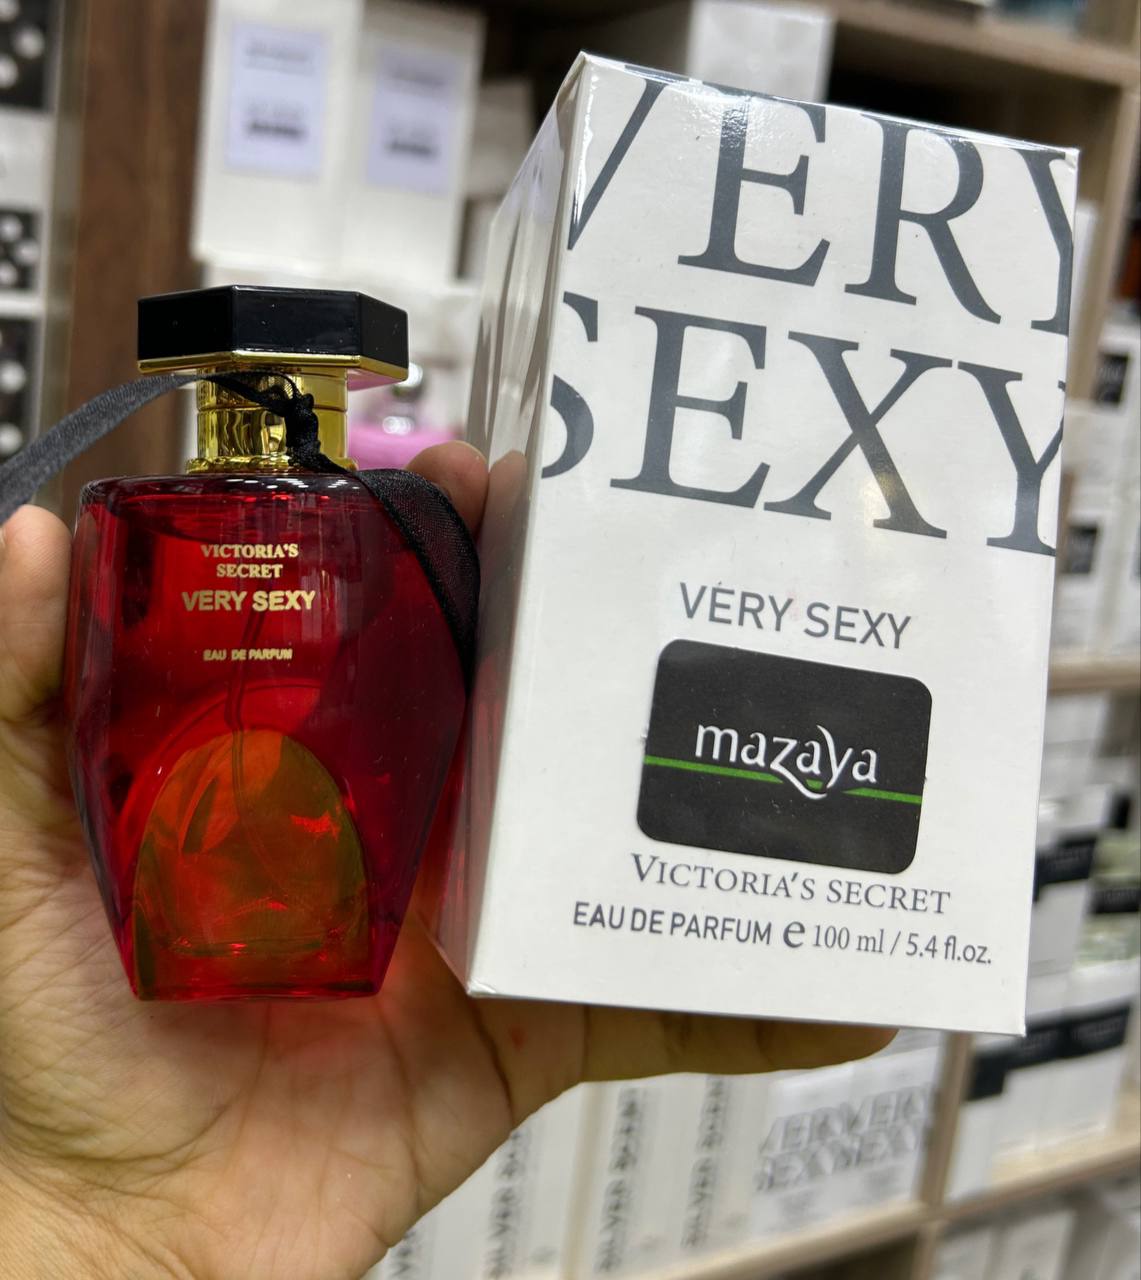 VICTORIA'S
SECRET
VERY SEXY
EAU DE PARFUM
VERY
SEXY
VERY SEXY
mazaya
VICTORIA'S SECRET
EAU DE PARFUM e 100 ml / 5.4 fl.oz.